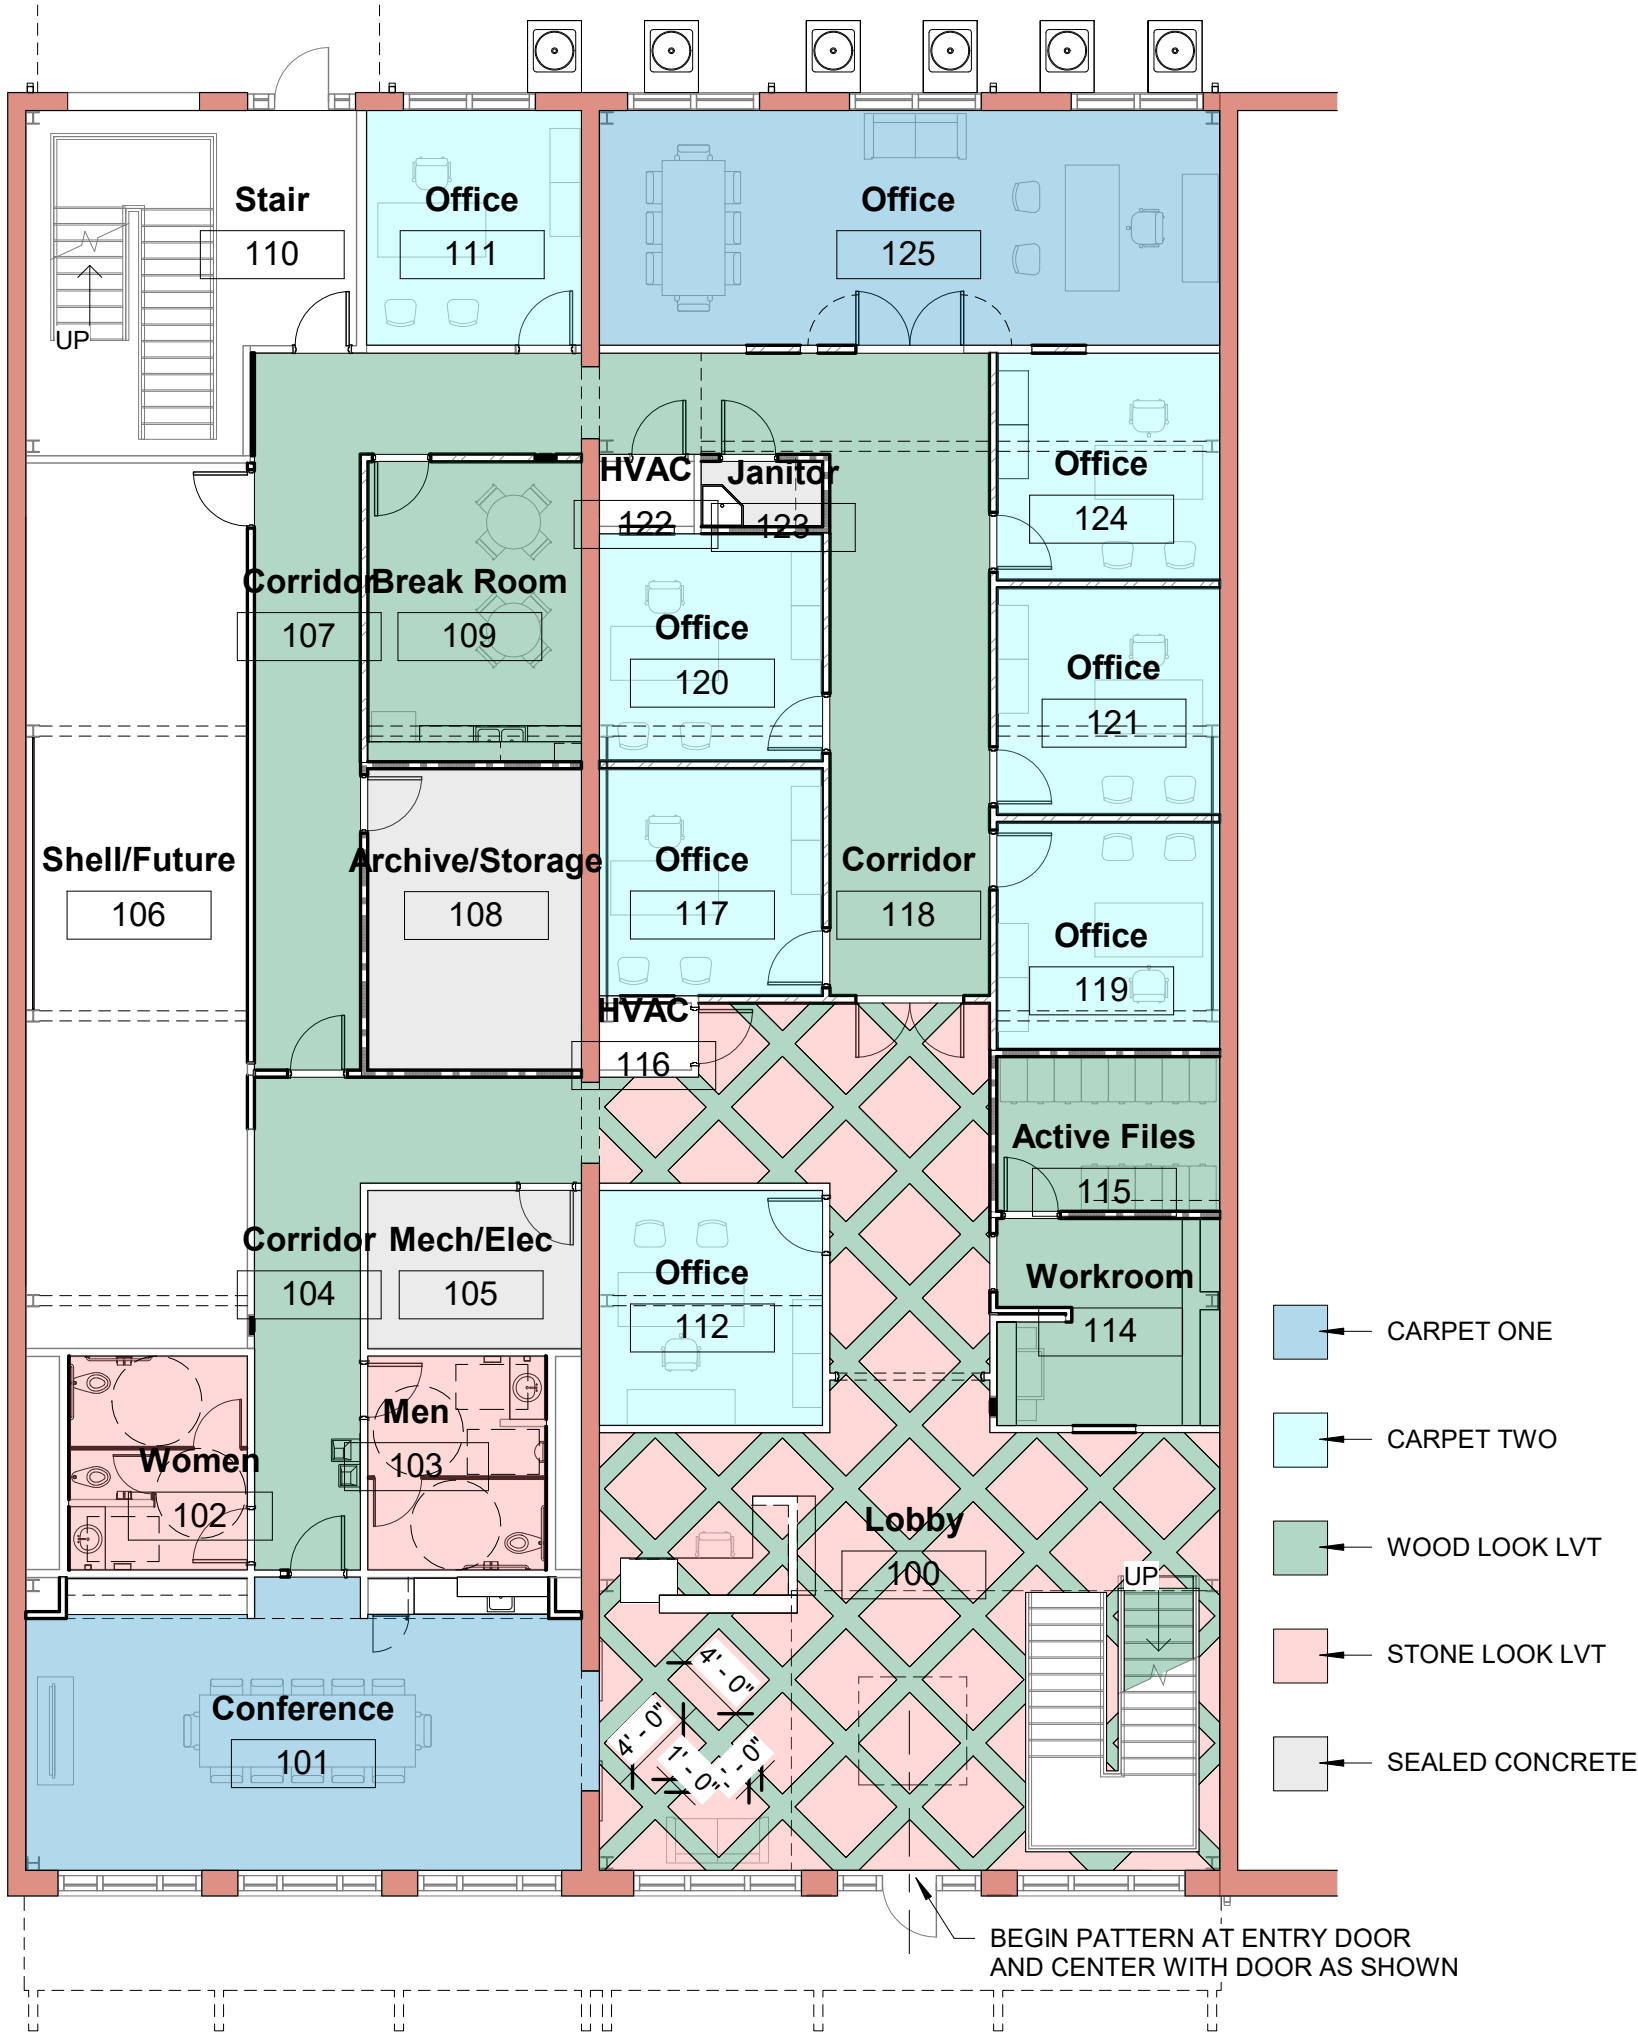 Stair
110
UP
Office
111
Office
125
HVAC
122
Janitor
123
Office
124
Corridor
107
Break Room
109
Office
120
Office
121
Shell/Future
106
Archive/Storage
108
Office
117
Corridor
118
Office
119
HVAC
116
Active Files
115
Corridor
104
Mech/Elec
105
Office
112
Workroom
114
Women
102
Men
103
Lobby
100
UP
4' - 0"
4' - 0"
1' - 0"
1' - 0"
Conference
101
CARPET ONE
CARPET TWO
WOOD LOOK LVT
STONE LOOK LVT
SEALED CONCRETE
BEGIN PATTERN AT ENTRY DOOR
AND CENTER WITH DOOR AS SHOWN